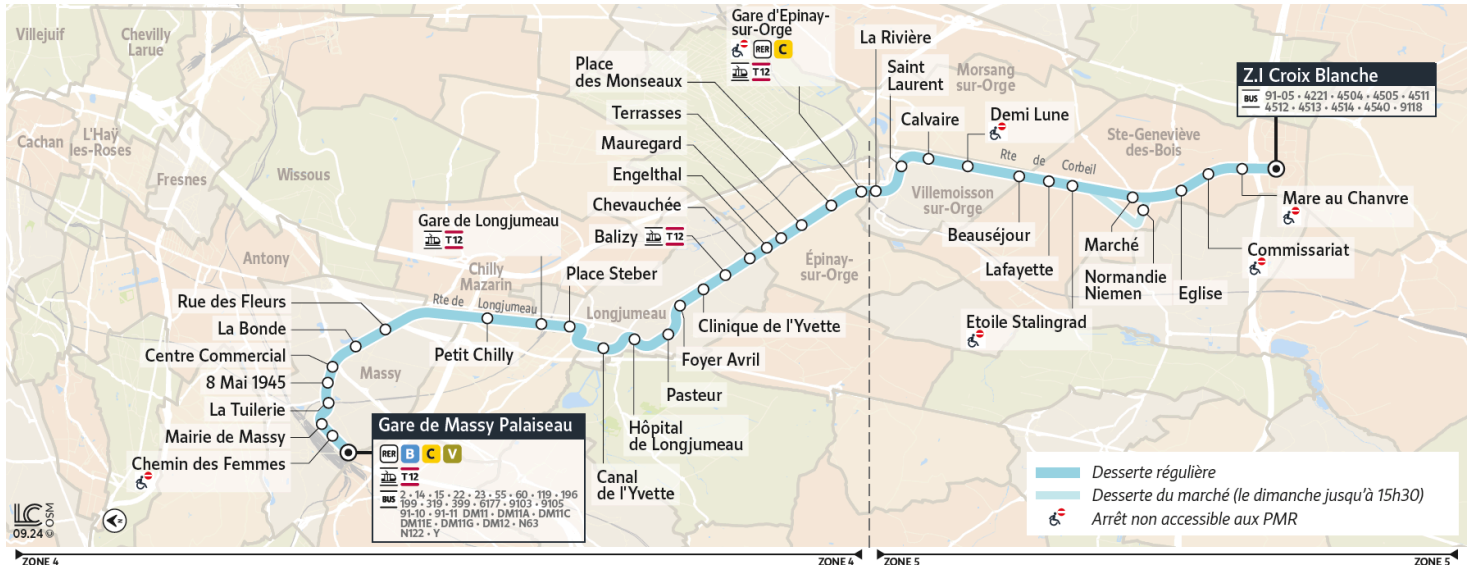 Villejuif
Chevilly
Larue
Cachan
L'Haÿ
les-Roses
Fresnes
Wissous
Antony
Chilly
Mazarin
Massy
Longjumeau
Épinay-
sur-Orge
Morsang
sur-Orge
Villemoisson
sur-Orge
Ste-Geneviève
des-Bois
Rte de Longjumeau
Rte de Corbeil
Gare de Massy Palaiseau
RER B C V
T12
BUS
2 • 14 • 15 • 22 • 23 • 55 • 60 • 119 • 196
199 • 319 • 399 • 6177 • 9103 • 9105
91-10 • 91-11 DM11 • DM11A • DM11C
DM11E • DM11G • DM12 • N63
N122 • Y
Chemin des Femmes
Mairie de Massy
La Tuilerie
8 Mai 1945
Centre Commercial
La Bonde
Rue des Fleurs
Petit Chilly
Gare de Longjumeau
T12
Place Steber
Canal
de l'Yvette
Hôpital
de Longjumeau
Pasteur
Foyer Avril
Clinique de l'Yvette
Balizy T12
Chevauchée
Engelthal
Mauregard
Terrasses
Place
des Monseaux
Gare d'Epinay-
sur-Orge
RER C
T12
La Rivière
Saint
Laurent
Calvaire
Demi Lune
Beauséjour
Lafayette
Etoile Stalingrad
Marché
Normandie
Niemen
Eglise
Commissariat
Mare au Chanvre
Z.I Croix Blanche
BUS
91-05 • 4221 • 4504 • 4505 • 4511
4512 • 4513 • 4514 • 4540 • 9118
Desserte régulière
Desserte du marché (le dimanche jusqu'à 15h30)
Arrêt non accessible aux PMR
LC
09.24 © OSM
N
ZONE 4
ZONE 4
ZONE 5
ZONE 5